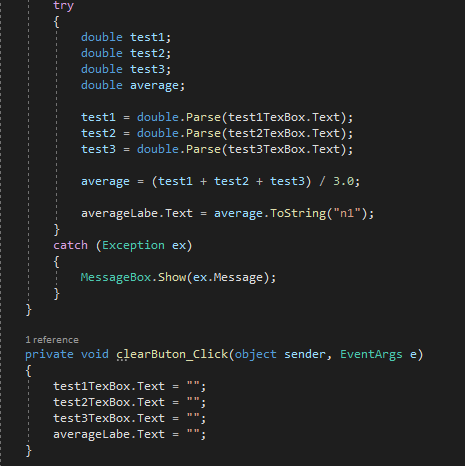 try
{
double test1;
double test2;
double test3;
double average;
test1 = double.Parse(test1TexBox.Text);
test2 = double.Parse(test2TexBox.Text);
test3 = double.Parse(test3TexBox.Text);
average = (test1 + test2 + test3) / 3.0;
averageLabe.Text = average.ToString("n1");
}
catch (Exception ex)
{
MessageBox.Show(ex.Message);
}
}
1 reference
private void clearButon_Click(object sender, EventArgs e)
{
test1TexBox.Text = "";
test2TexBox.Text = "";
test3TexBox.Text = "";
averageLabe.Text = "";
}